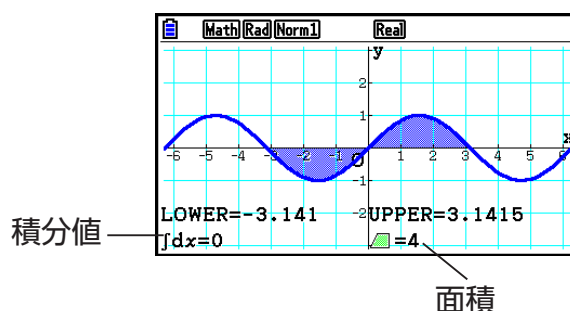 Math Rad Norm1 Real
y
2
1
-6 -5 -4 -3 -2 -1 O 1 2 3 4 5 6 x
-1
-2
LOWER=-3.141 UPPER=3.1415
∫dx=0 =4
積分値
面積